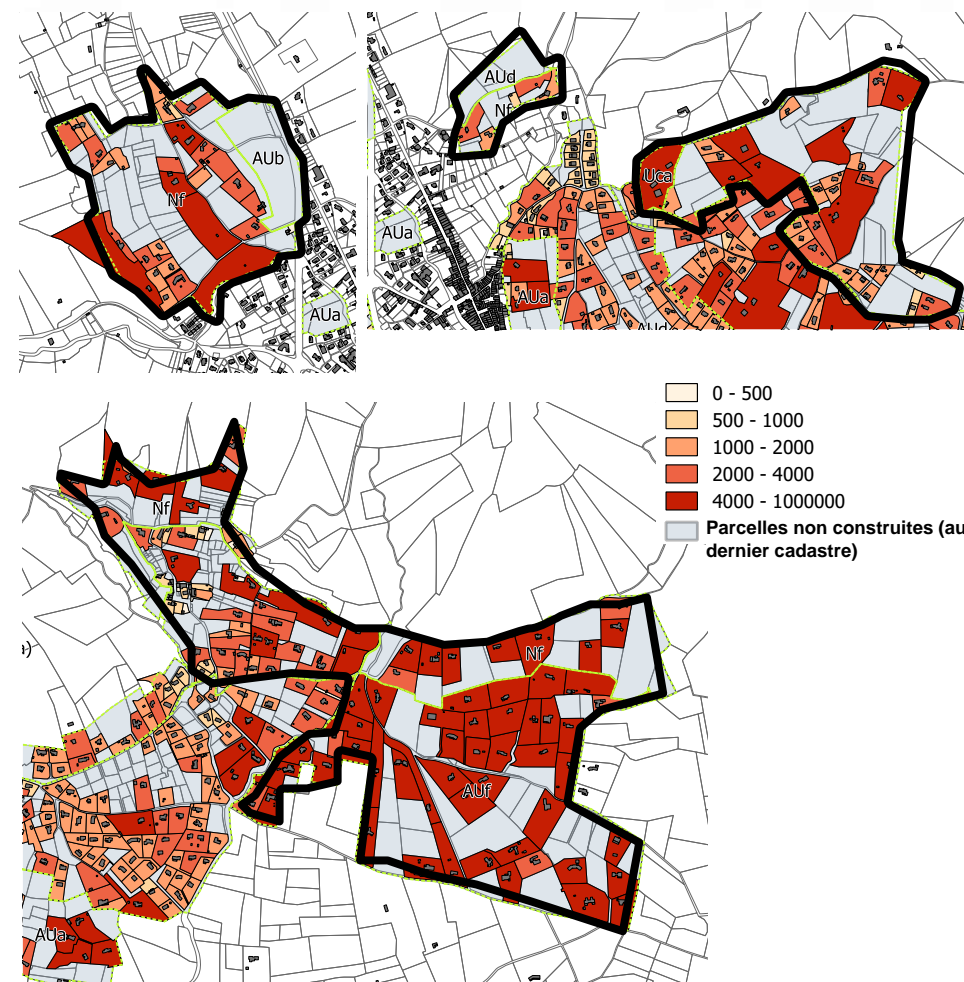 AUb
Nf
AUa
AUd
Nf
Uca
AUa
AUa
0 - 500
500 - 1000
1000 - 2000
2000 - 4000
4000 - 1000000
Parcelles non construites (au
dernier cadastre)
Nf
Nf
AUf
AUa